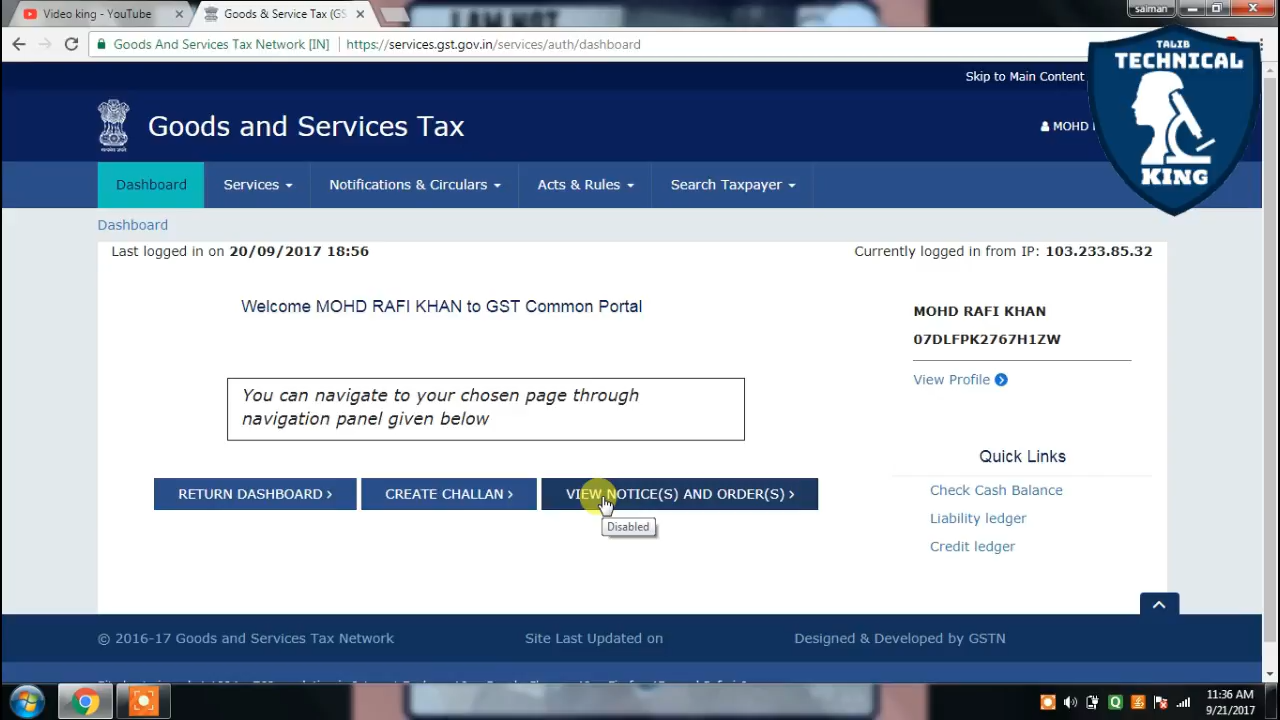 saiman
Video king - YouTube
Goods & Service Tax (GS
Goods And Services Tax Network [IN]
https://services.gst.gov.in/services/auth/dashboard
Skip to Main Content
TALIB
TECHNICAL
KING
Goods and Services Tax
MOHD
Dashboard
Services
Notifications & Circulars
Acts & Rules
Search Taxpayer
Dashboard
Last logged in on 20/09/2017 18:56
Currently logged in from IP: 103.233.85.32
Welcome MOHD RAFI KHAN to GST Common Portal
MOHD RAFI KHAN
07DLFPK2767H1ZW
View Profile
You can navigate to your chosen page through
navigation panel given below
Quick Links
RETURN DASHBOARD >
CREATE CHALLAN >
VIEW NOTICE(S) AND ORDER(S) >
Disabled
Check Cash Balance
Liability ledger
Credit ledger
© 2016-17 Goods and Services Tax Network
Site Last Updated on
Designed & Developed by GSTN
11:36 AM
9/21/2017